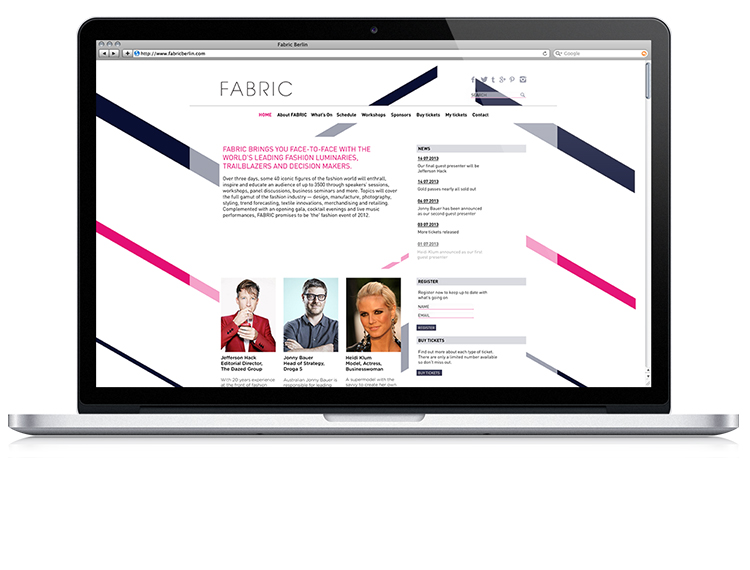 Fabric Berlin
http://www.fabricberlin.com
Google
FABRIC
SEARCH
HOME About FABRIC What's On Schedule Workshops Sponsors Buy tickets My tickets Contact
FABRIC BRINGS YOU FACE-TO-FACE WITH THE
WORLD'S LEADING FASHION LUMINARIES,
TRAILBLAZERS AND DECISION MAKERS.
Over three days, some 40 iconic figures of the fashion world will enthrall,
inspire and educate an audience of up to 3500 through speakers' sessions,
workshops, panel discussions, business seminars and more. Topics will cover
the full gamut of the fashion industry — design, manufacture, photography,
styling, trend forecasting, textile innovations, merchandising and retailing.
Complemented with an opening gala, cocktail evenings and live music
performances, FABRIC promises to be 'the' fashion event of 2012.
NEWS
16 07 2013
Our final guest presenter will be
Jefferson Hack
14 07 2013
Gold passes nearly all sold out
06 07 2013
Jonny Bauer has been announced
as our second guest presenter
03 07 2013
More tickets released
01 07 2013
Heidi Klum announced as our first
guest presenter
REGISTER
Register now to keep up to date with
what's going on
NAME
EMAIL
REGISTER
BUY TICKETS
Find out more about each type of ticket.
There are only a limited number available
so don't miss out.
BUY TICKETS
Jefferson Hack
Editorial Director,
The Dazed Group
With 20 years experience
at the front of fashion
Jonny Bauer
Head of Strategy,
Droga 5
Australian Jonny Bauer is
responsible for leading
Heidi Klum
Model, Actress,
Businesswoman
A supermodel with the
savvy to create her own